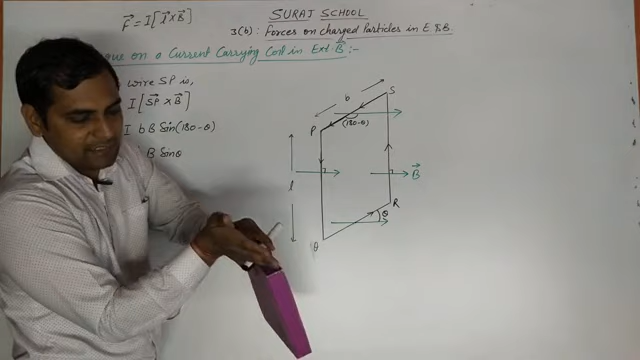 F⃗ = I[l⃗ × B⃗]
SURAJ SCHOOL
3(b): Forces on charged Particles in E & B.
que on a Current Carrying Coil in Ext. B⃗ :-
wire SP is,
I[SP⃗ × B⃗]
I b B Sin(180-θ)
B Sinθ
b
S
P
(180-θ)
l
B⃗
R
θ
Q